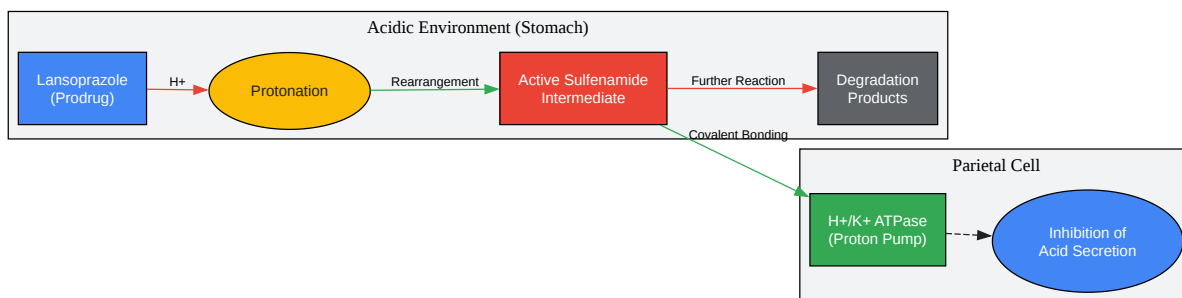 Acidic Environment (Stomach)
Lansoprazole
(Prodrug)
H+
Protonation
Rearrangement
Active Sulfenamide
Intermediate
Further Reaction
Degradation
Products
Covalent Bonding
Parietal Cell
H+/K+ ATPase
(Proton Pump)
Inhibition of
Acid Secretion